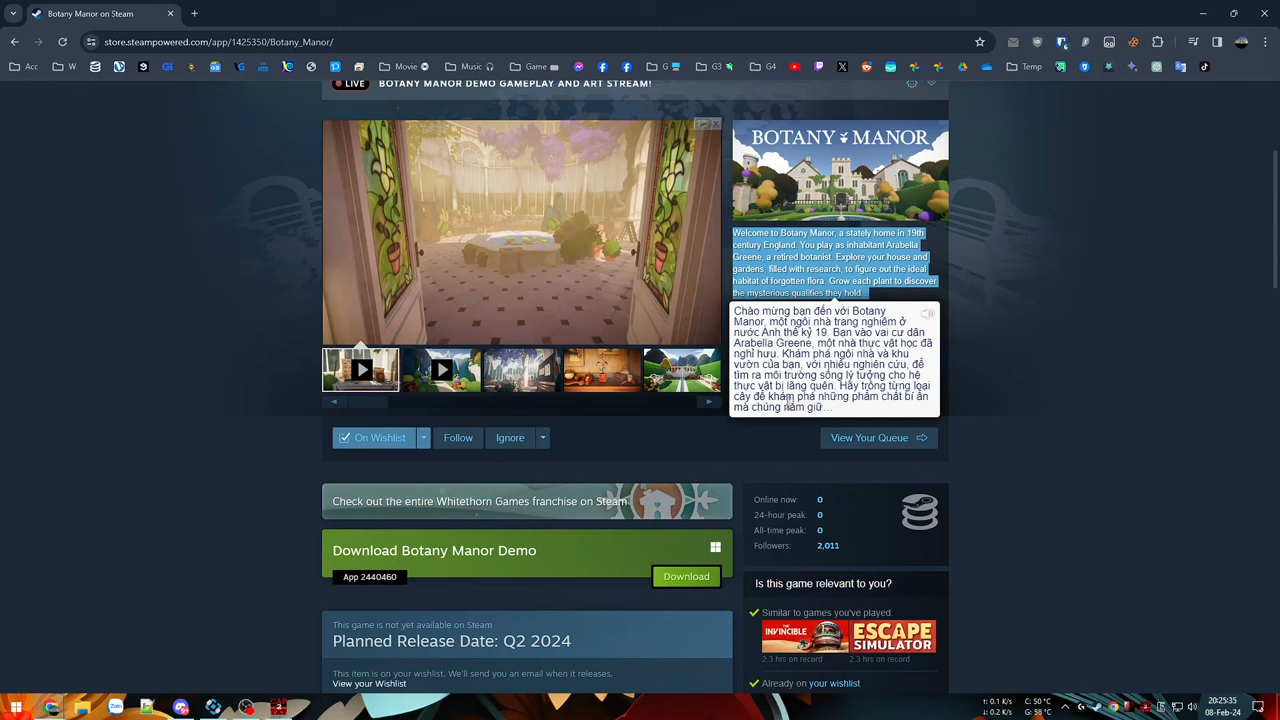 Botany Manor on Steam
store.steampowered.com/app/1425350/Botany_Manor/
Acc
W
Movie
Music
Game
G
G3
G4
Temp
LIVE
BOTANY MANOR DEMO GAMEPLAY AND ART STREAM!
BOTANY MANOR
Welcome to Botany Manor, a stately home in 19th
century England. You play as inhabitant Arabella
Greene, a retired botanist. Explore your house and
gardens, filled with research, to figure out the ideal
habitat of forgotten flora. Grow each plant to discover
the mysterious qualities they hold...
Chào mừng bạn đến với Botany
Manor, một ngôi nhà trang nghiêm ở
nước Anh thế kỷ 19. Bạn vào vai cư dân
Arabella Greene, một nhà thực vật học đã
nghỉ hưu. Khám phá ngôi nhà và khu
vườn của bạn, với nhiều nghiên cứu, để
tìm ra môi trường sống lý tưởng cho hệ
thực vật bị lãng quên. Hãy trồng từng loại
cây để khám phá những phẩm chất bí ẩn
mà chúng nắm giữ…
On Wishlist
Follow
Ignore
View Your Queue
Check out the entire Whitethorn Games franchise on Steam
Online now: 0
24-hour peak: 0
All-time peak: 0
Followers: 2,011
Download Botany Manor Demo
App 2440460
Download
Is this game relevant to you?
Similar to games you've played:
THE INVINCIBLE
ESCAPE SIMULATOR
2.3 hrs on record
2.3 hrs on record
Already on your wishlist
This game is not yet available on Steam
Planned Release Date: Q2 2024
This item is on your wishlist. We'll send you an email when it releases.
View your Wishlist
Zalo
↑: 0.1 K/s
↓: 0.2 K/s
C: 50 °C
G: 58 °C
20:25:35
08-Feb-24